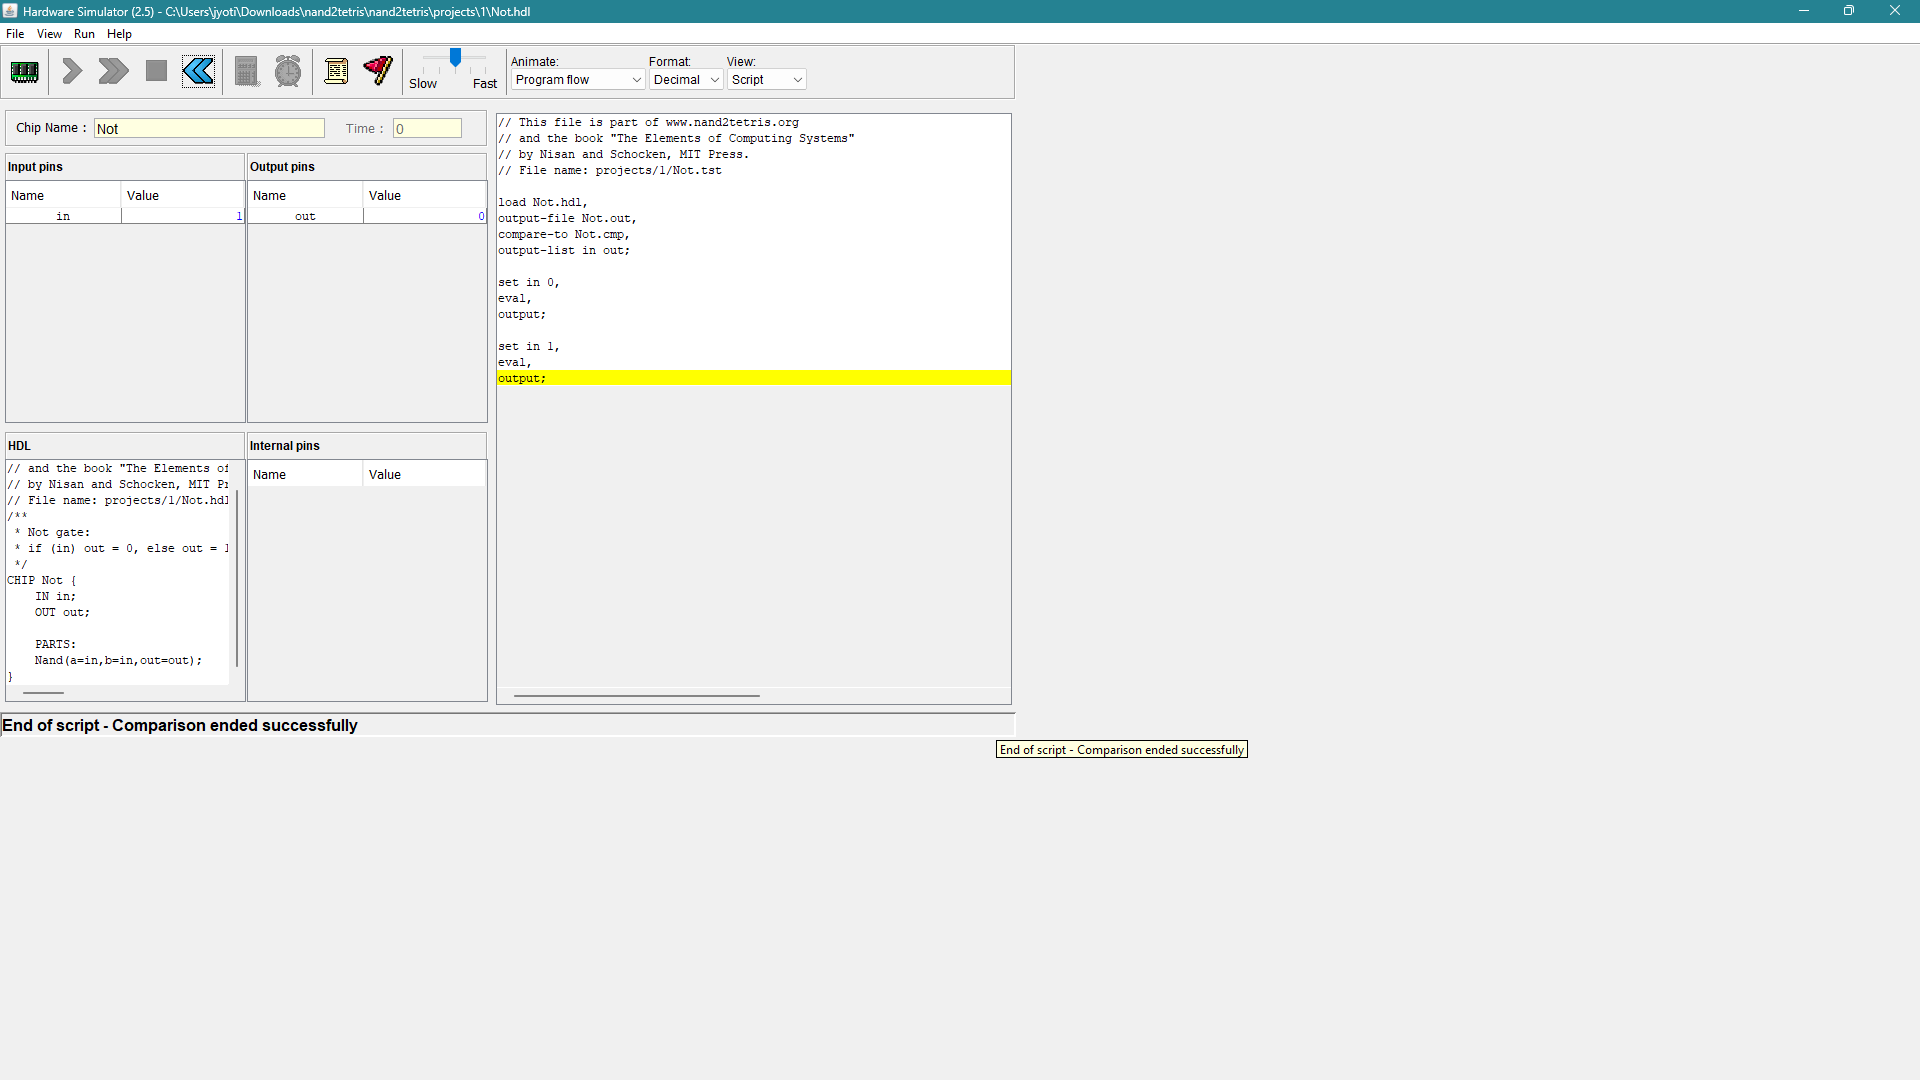 Hardware Simulator (2.5) - C:\Users\jyoti\Downloads\nand2tetris\nand2tetris\projects\1\Not.hdl
File View Run Help
Slow Fast
Animate: Format: View:
Program flow Decimal Script
Chip Name : Not Time : 0
Input pins
Name Value
in 1
Output pins
Name Value
out 0
HDL
// and the book "The Elements of
// by Nisan and Schocken, MIT Pr
// File name: projects/1/Not.hdl
/**
* Not gate:
* if (in) out = 0, else out = 1
*/
CHIP Not {
IN in;
OUT out;
PARTS:
Nand(a=in,b=in,out=out);
}
Internal pins
Name Value
// This file is part of www.nand2tetris.org
// and the book "The Elements of Computing Systems"
// by Nisan and Schocken, MIT Press.
// File name: projects/1/Not.tst
load Not.hdl,
output-file Not.out,
compare-to Not.cmp,
output-list in out;
set in 0,
eval,
output;
set in 1,
eval,
output;
End of script - Comparison ended successfully
End of script - Comparison ended successfully